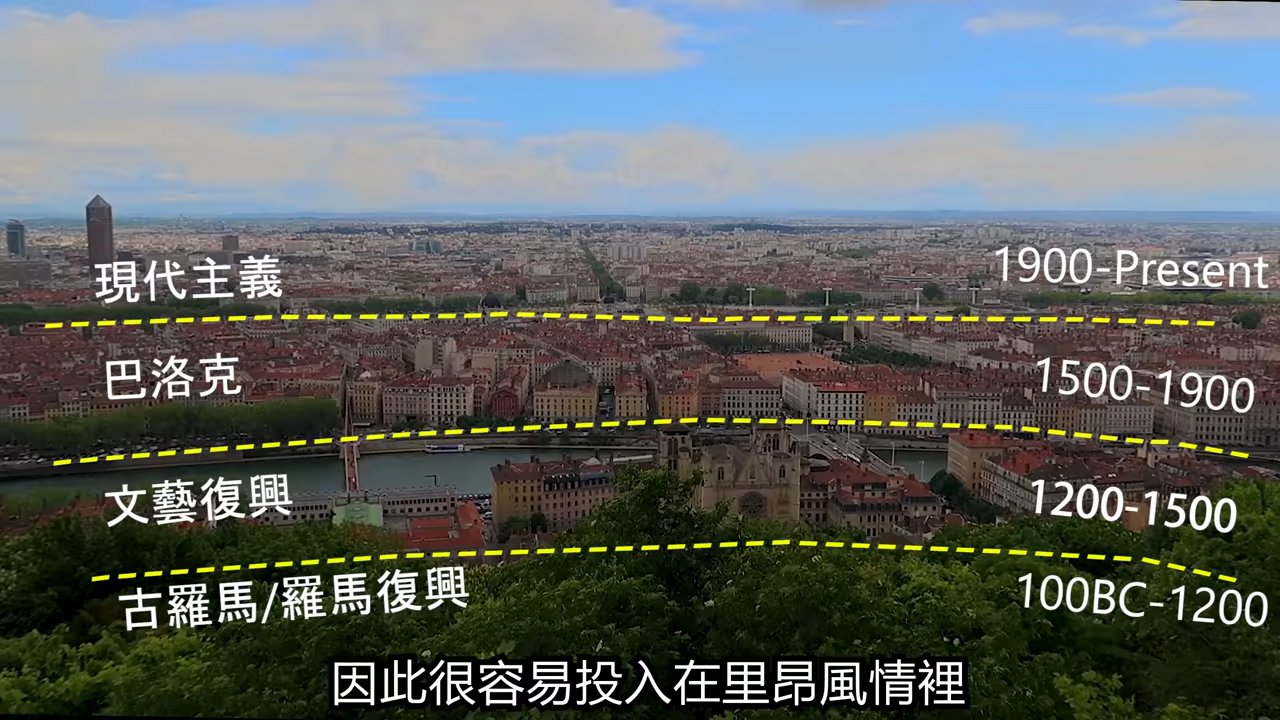 現代主義 1900-Present
巴洛克 1500-1900
文藝復興 1200-1500
古羅馬/羅馬復興 100BC-1200
因此很容易投入在里昂風情裡